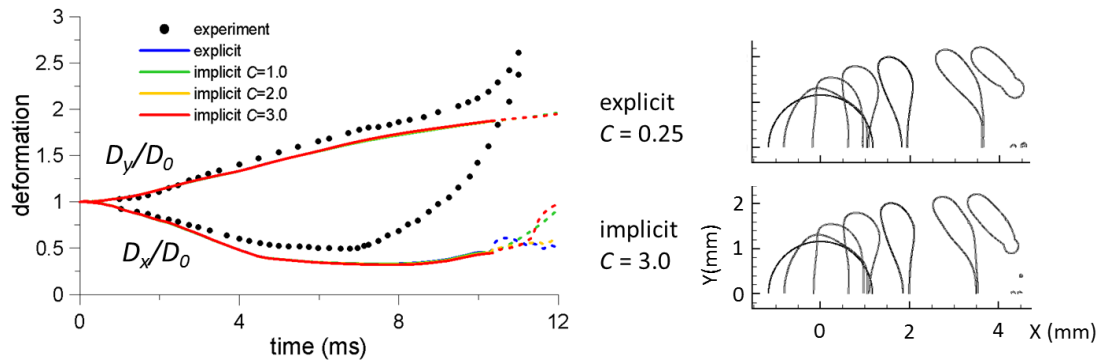 3
2.5
2
1.5
1
0.5
0
deformation
experiment
explicit
implicit C=1.0
implicit C=2.0
implicit C=3.0
Dy/D0
Dx/D0
0
4
8
12
time (ms)
explicit
C = 0.25
implicit
C = 3.0
2
1
0
Y(mm)
0
2
4
X (mm)